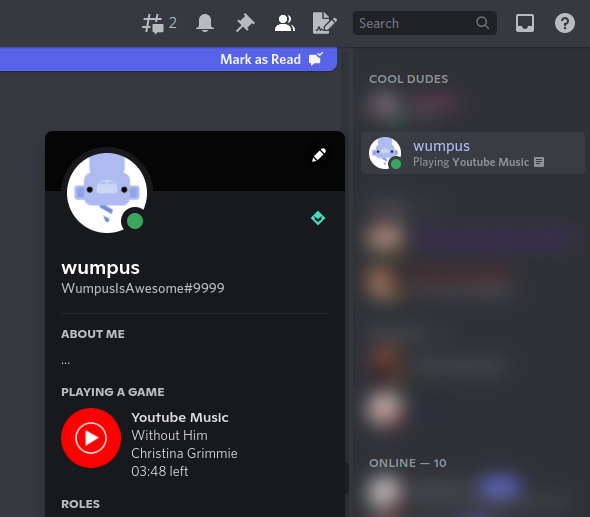 2
Search
Mark as Read
COOL DUDES
wumpus
Playing Youtube Music
wumpus
WumpusIsAwesome#9999
ABOUT ME
...
PLAYING A GAME
Youtube Music
Without Him
Christina Grimmie
03:48 left
ROLES
ONLINE — 10